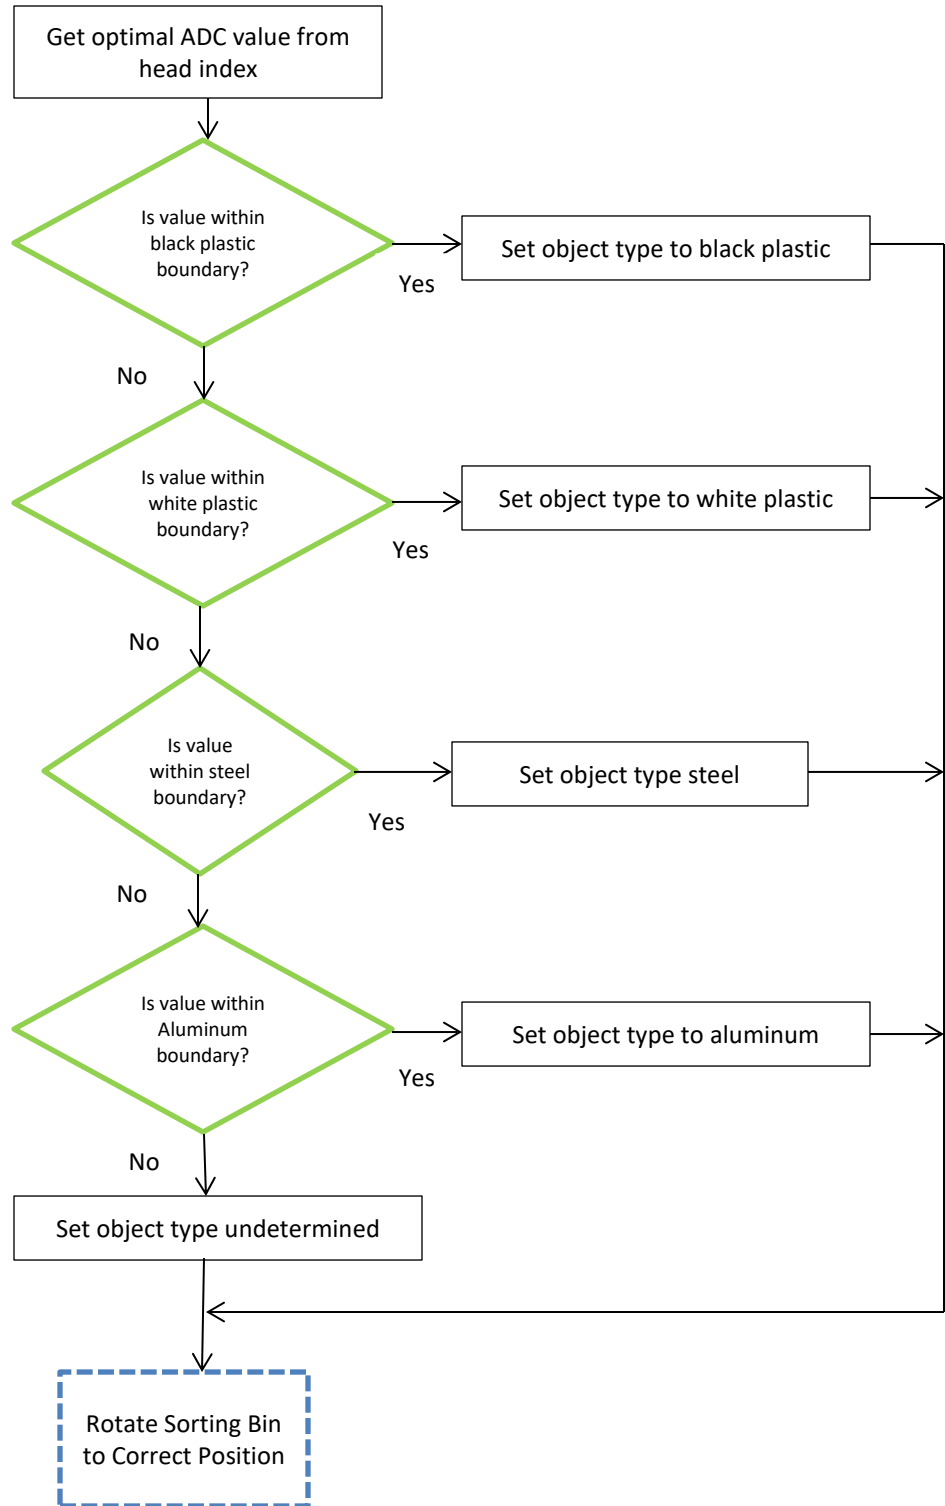 Get optimal ADC value from
head index
Is value within
black plastic
boundary?
Yes
Set object type to black plastic
No
Is value within
white plastic
boundary?
Yes
Set object type to white plastic
No
Is value
within steel
boundary?
Yes
Set object type steel
No
Is value within
Aluminum
boundary?
Yes
Set object type to aluminum
No
Set object type undetermined
Rotate Sorting Bin
to Correct Position